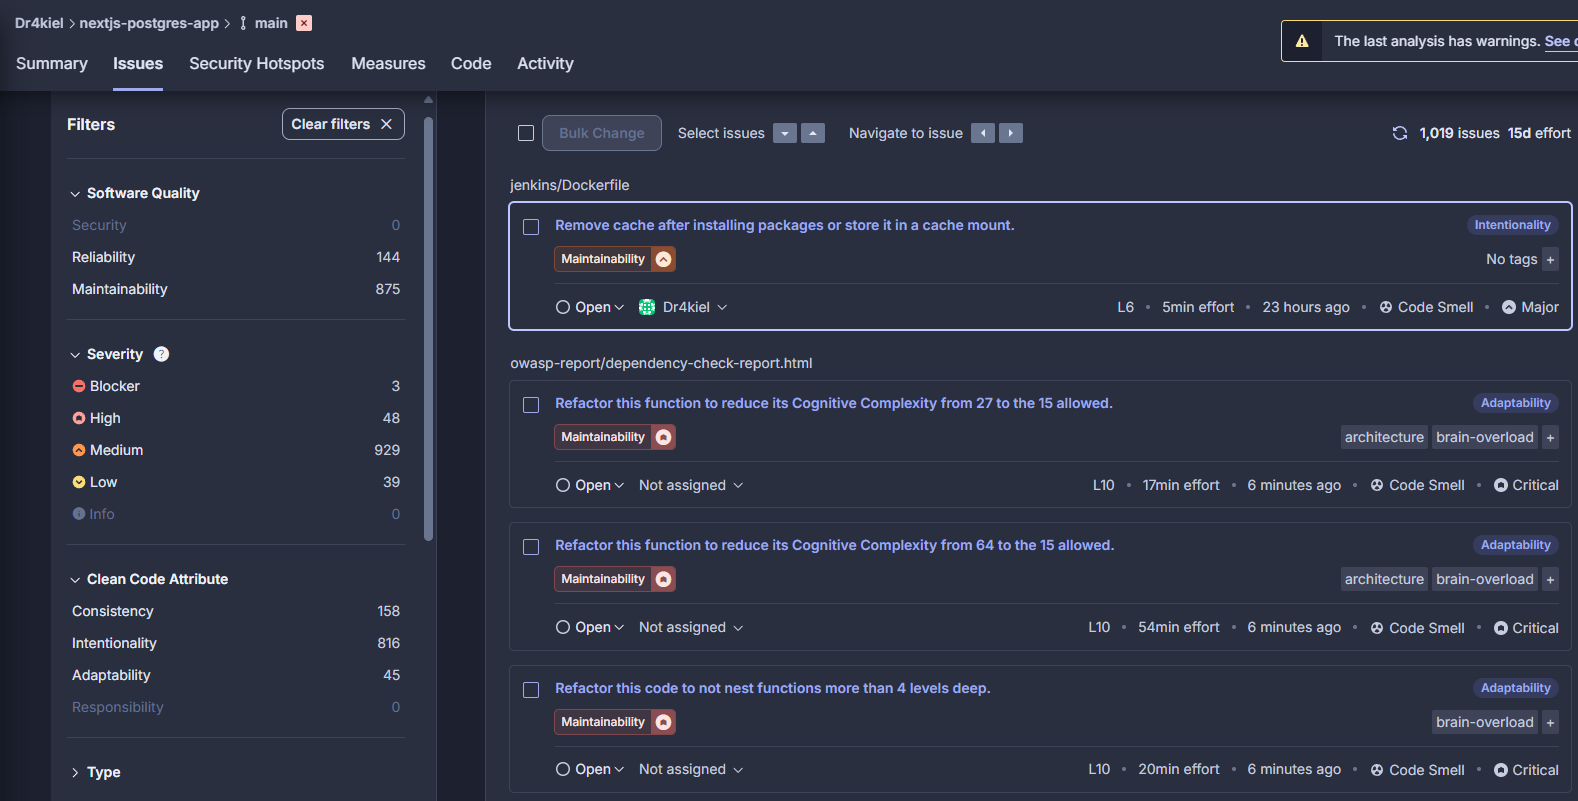 Dr4kiel > nextjs-postgres-app > main
The last analysis has warnings. See
Summary Issues Security Hotspots Measures Code Activity
Filters
Clear filters
Software Quality
Security 0
Reliability 144
Maintainability 875
Severity ?
Blocker 3
High 48
Medium 929
Low 39
Info 0
Clean Code Attribute
Consistency 158
Intentionality 816
Adaptability 45
Responsibility 0
Type
Bulk Change Select issues Navigate to issue 1,019 issues 15d effort
jenkins/Dockerfile
Remove cache after installing packages or store it in a cache mount. Intentionality
Maintainability No tags +
Open Dr4kiel L6 • 5min effort • 23 hours ago • Code Smell • Major
owasp-report/dependency-check-report.html
Refactor this function to reduce its Cognitive Complexity from 27 to the 15 allowed. Adaptability
Maintainability architecture brain-overload +
Open Not assigned L10 • 17min effort • 6 minutes ago • Code Smell • Critical
Refactor this function to reduce its Cognitive Complexity from 64 to the 15 allowed. Adaptability
Maintainability architecture brain-overload +
Open Not assigned L10 • 54min effort • 6 minutes ago • Code Smell • Critical
Refactor this code to not nest functions more than 4 levels deep. Adaptability
Maintainability brain-overload +
Open Not assigned L10 • 20min effort • 6 minutes ago • Code Smell • Critical